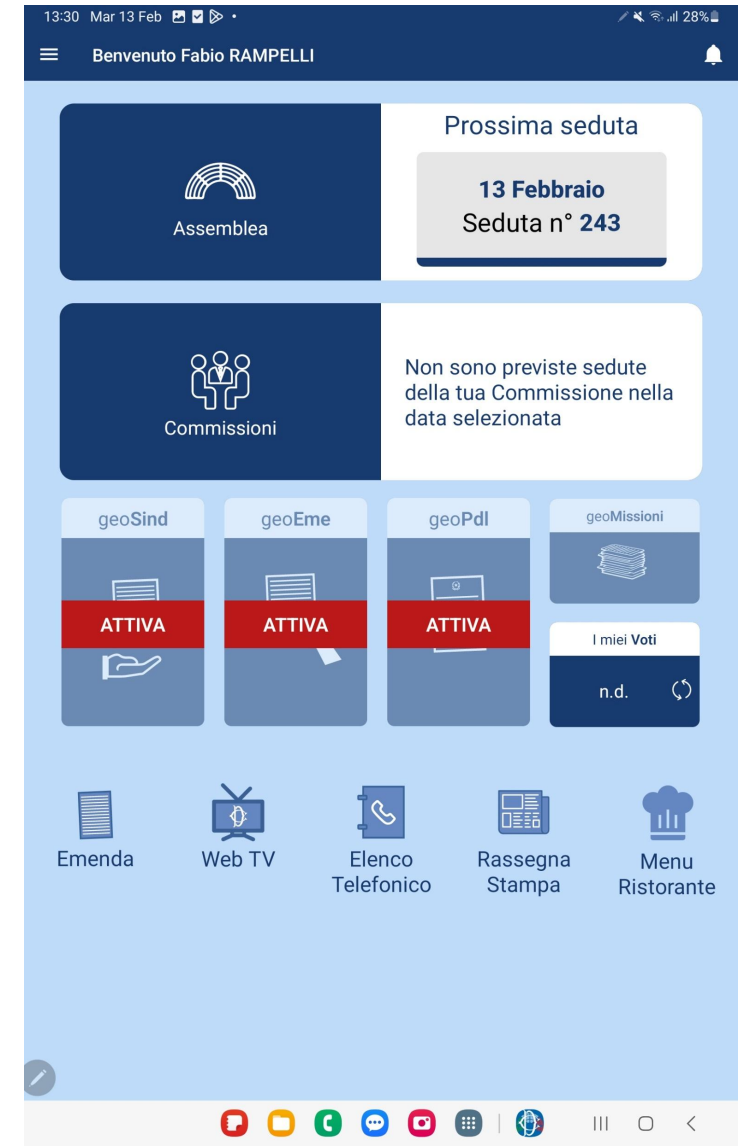 13:30 Mar 13 Feb
28%
Benvenuto Fabio RAMPELLI
Assemblea
Prossima seduta
13 Febbraio
Seduta n° 243
Commissioni
Non sono previste sedute
della tua Commissione nella
data selezionata
geoSind
ATTIVA
geoEme
ATTIVA
geoPdl
ATTIVA
geoMissioni
I miei Voti
n.d.
Emenda
Web TV
Elenco
Telefonico
Rassegna
Stampa
Menu
Ristorante